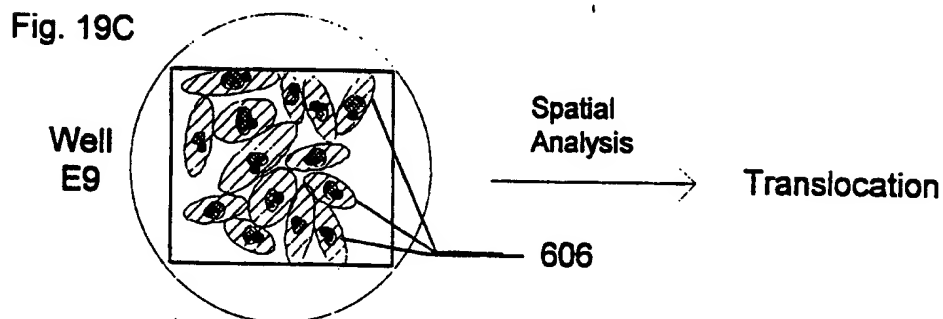 Fig. 19C
Well
E9
Spatial
Analysis
Translocation
606